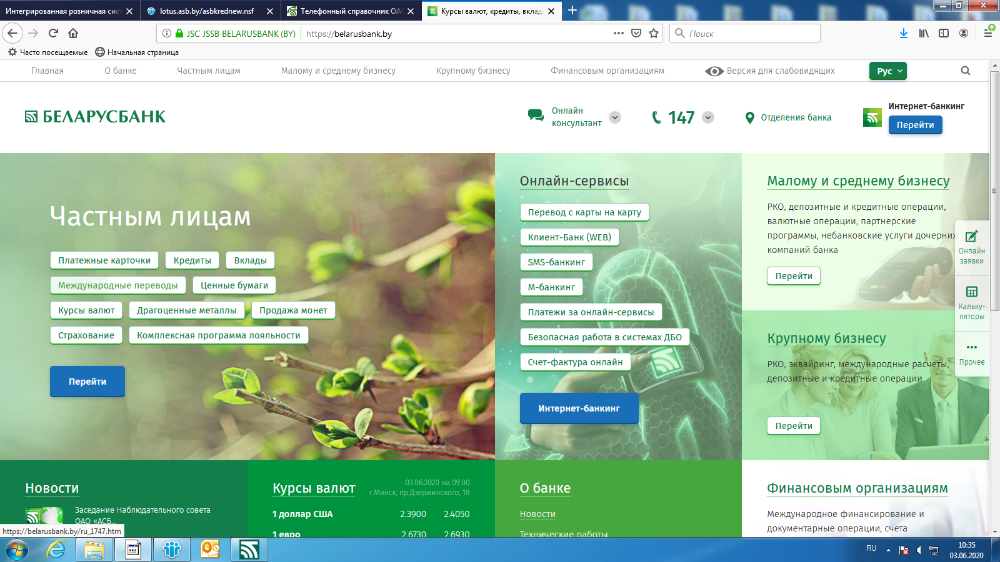 Интегрированная розничная сист
lotus.asb.by/asbkrednew.nsf
Телефонный справочник ОАО
Курсы валют, кредиты, вклады
JSC JSSB BELARUSBANK (BY)
https://belarusbank.by
Поиск
Часто посещаемые
Начальная страница
Главная
О банке
Частным лицам
Малому и среднему бизнесу
Крупному бизнесу
Финансовым организациям
Версия для слабовидящих
Рус
БЕЛАРУСБАНК
Онлайн
консультант
147
Отделения банка
Интернет-банкинг
Перейти
Частным лицам
Платежные карточки
Кредиты
Вклады
Международные переводы
Ценные бумаги
Курсы валют
Драгоценные металлы
Продажа монет
Страхование
Комплексная программа лояльности
Перейти
Онлайн-сервисы
Перевод с карты на карту
Клиент-Банк (WEB)
SMS-банкинг
М-банкинг
Платежи за онлайн-сервисы
Безопасная работа в системах ДБО
Счет-фактура онлайн
Интернет-банкинг
Малому и среднему бизнесу
РКО, депозитные и кредитные операции,
валютные операции, партнерские
программы, небанковские услуги дочерних
компаний банка
Перейти
Крупному бизнесу
РКО, эквайринг, международные расчеты,
депозитные и кредитные операции
Перейти
Онлайн
заявки
Кальку-
ляторы
Прочее
Новости
Заседание Наблюдательного совета
ОАО «АСБ...
https://belarusbank.by/ru_1747.htm
Курсы валют
03.06.2020 на 09:00
г.Минск, пр.Дзержинского, 18
1 доллар США 2.3900 2.4050
1 евро 2.6730 2.6930
О банке
Новости
Технические работы
Финансовым организациям
Международное финансирование и
документарные операции, счета
RU
10:35
03.06.2020